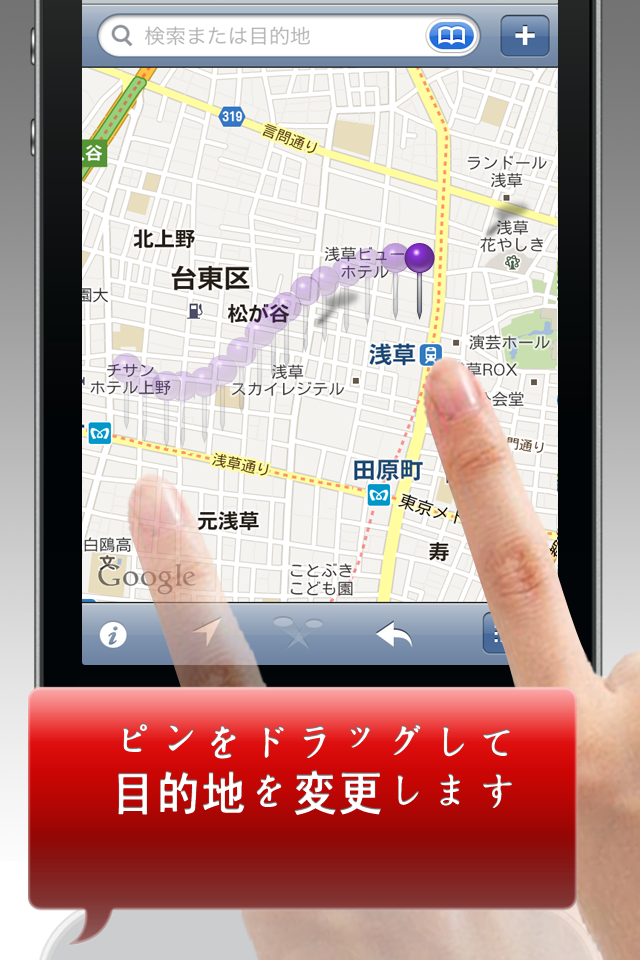 検索または目的地
319
言問通り
谷
ランドール
浅草
浅草
花やしき
北上野
浅草ビュー
ホテル
台東区
園大
松が谷
演芸ホール
浅草
草ROX
チサン
ホテル上野
浅草
スカイレジテル
公会堂
門通り
浅草通り
田原町
東京メト
元浅草
寿
白鴎高
文
Google
ことぶき
こども園
ピンをドラッグして
目的地を変更します